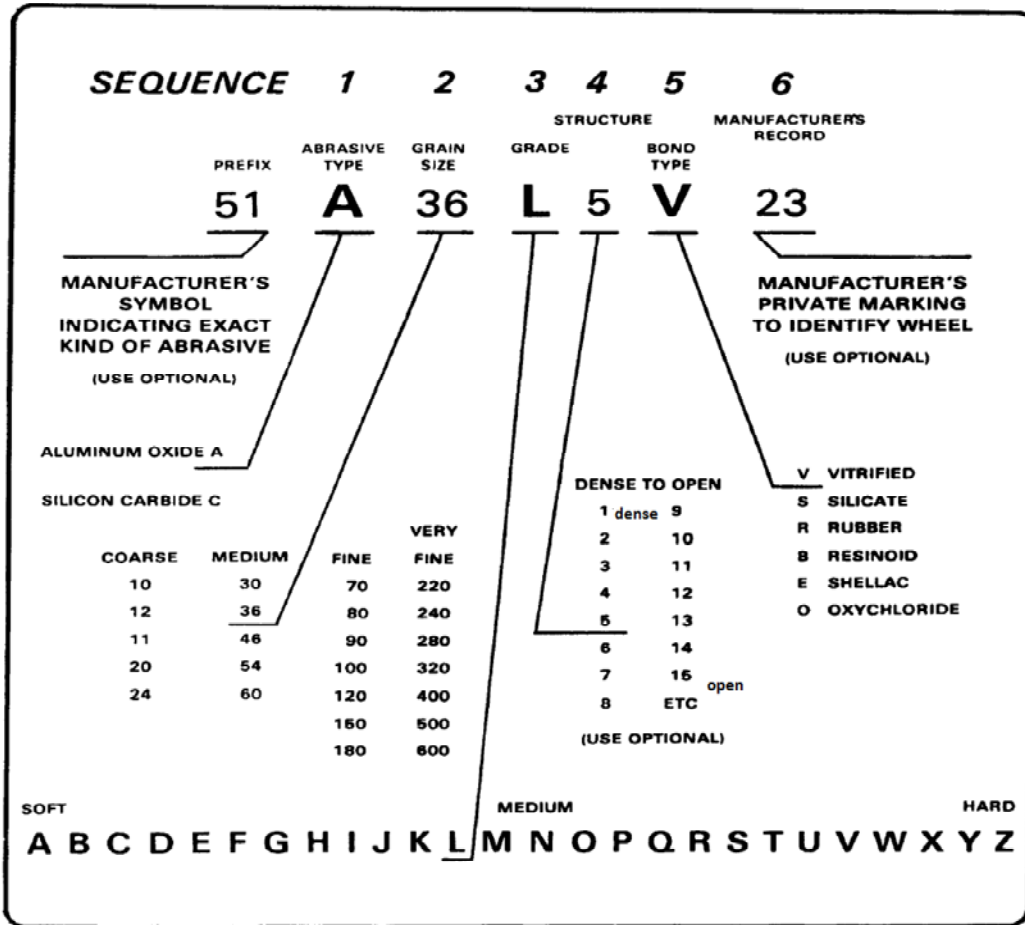 SEQUENCE 1 2 3 4 5 6
STRUCTURE MANUFACTURER'S
RECORD
PREFIX ABRASIVE TYPE GRAIN SIZE GRADE BOND TYPE
51 A 36 L 5 V 23
MANUFACTURER'S
SYMBOL
INDICATING EXACT
KIND OF ABRASIVE
(USE OPTIONAL)
MANUFACTURER'S
PRIVATE MARKING
TO IDENTIFY WHEEL
(USE OPTIONAL)
ALUMINUM OXIDE A
SILICON CARBIDE C
COARSE MEDIUM FINE VERY FINE
10 30 70 220
12 36 80 240
11 46 90 280
20 54 100 320
24 60 120 400
150 500
180 600
DENSE TO OPEN
1 dense 9
2 10
3 11
4 12
5 13
6 14
7 15 open
8 ETC
(USE OPTIONAL)
V VITRIFIED
S SILICATE
R RUBBER
B RESINOID
E SHELLAC
O OXYCHLORIDE
SOFT MEDIUM HARD
A B C D E F G H I J K L M N O P Q R S T U V W X Y Z